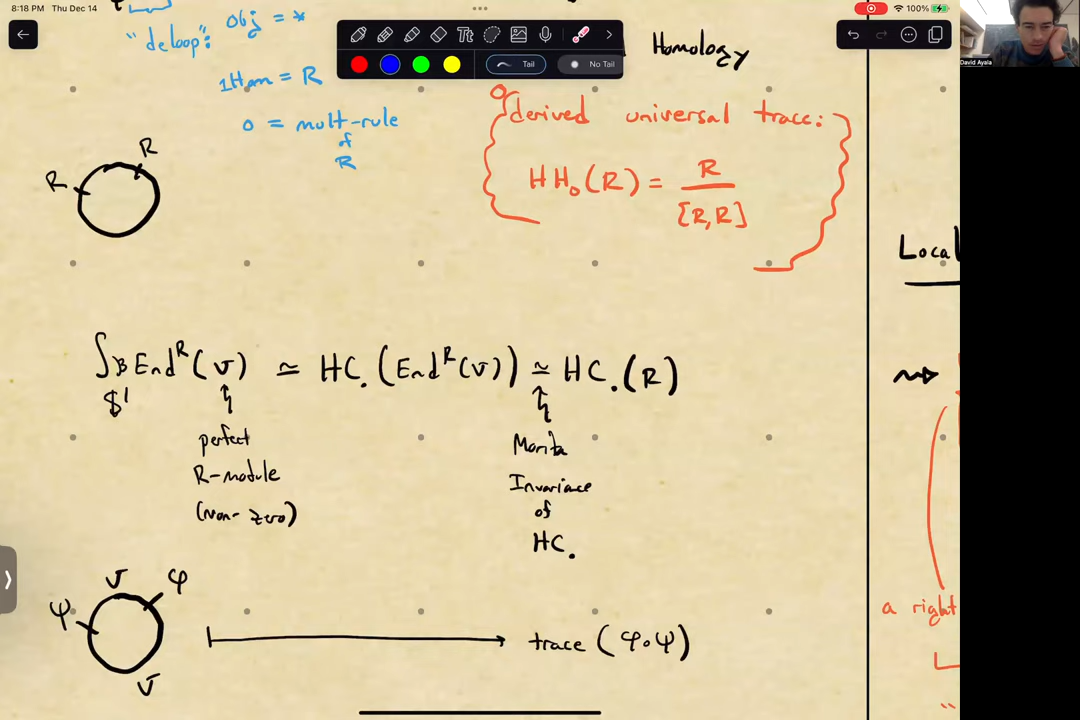 8:18 PM Thu Dec 14
100%
David Ayala
Tt
Tail
No Tail
"deloop": obj = *
1Hom = R
∘ = mult-rule
of
R
Homology
derived universal trace:
HH₀(R) = R / [R,R]
R
R
Local
∫_{𝕊¹} 𝔅End^R(V) ≃ HC.(End^R(V)) ≃ HC.(R)
perfect
R-module
(non-zero)
Morita
Invariance
of
HC.
V
φ
ψ
V
trace (φ∘ψ)
a right